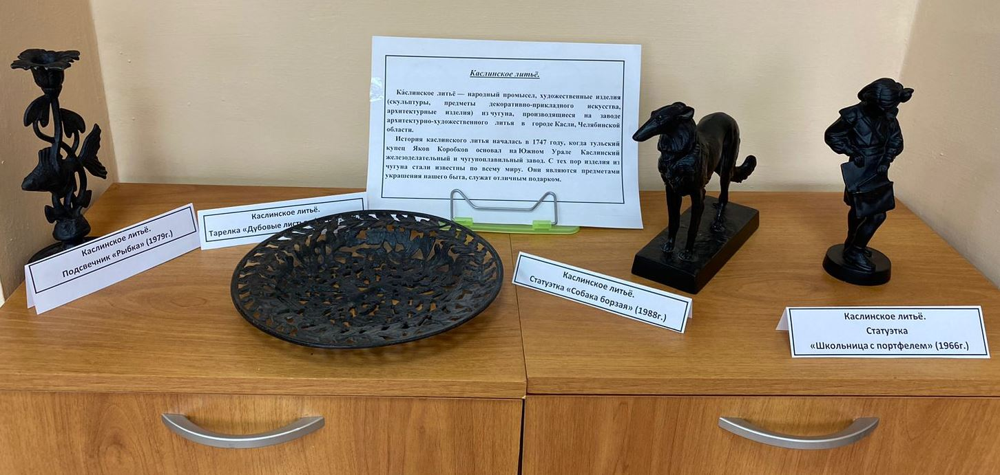 Каслинское литьё.
Ка́слинское литьё — народный промысел, художественные изделия
(скульптуры, предметы декоративно-прикладного искусства,
архитектурные изделия) из чугуна, производящиеся на заводе
архитектурно-художественного литья в городе Касли, Челябинской
области.
История каслинского литья началась в 1747 году, когда тульский
купец Яков Коробков основал на Южном Урале Каслинский
железоделательный и чугуноплавильный завод. С тех пор изделия из
чугуна стали известны по всему миру. Они являются предметами
украшения нашего быта, служат отличным подарком.
Каслинское литьё.
Подсвечник «Рыбка» (1979г.)
Каслинское литьё.
Тарелка «Дубовые
Каслинское литьё.
Статуэтка «Собака борзая» (1988г.)
Каслинское литьё.
Статуэтка
«Школьница с портфелем» (1966г.)